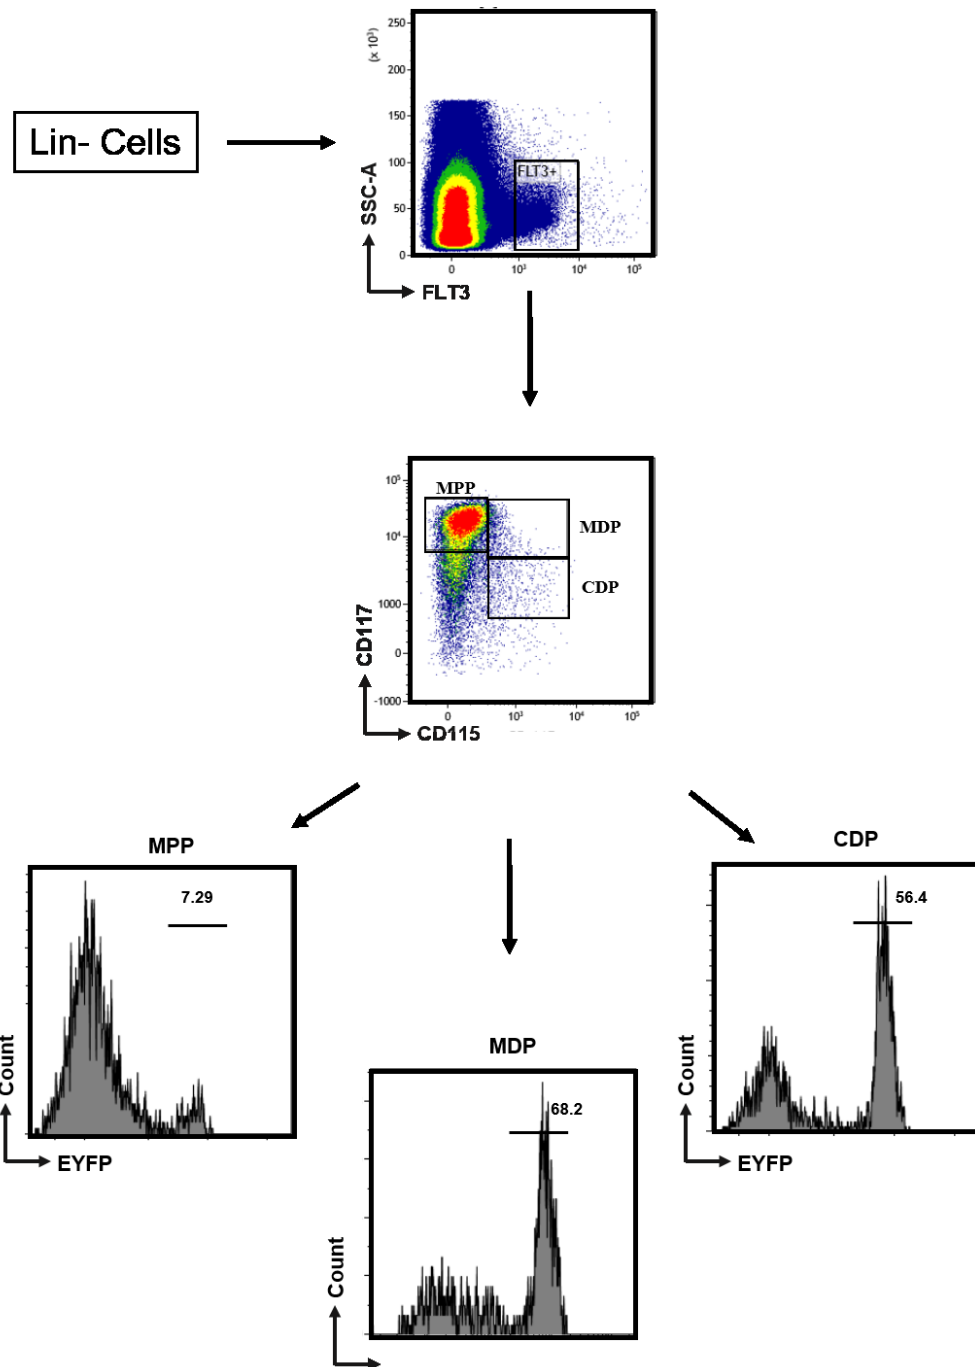 Lin- Cells
(x 10³)
250
200
150
100
50
0
SSC-A
FLT3+
0 10³ 10⁴ 10⁵
FLT3
MPP
MDP
CDP
10⁵
10⁴
1000
0
-1000
CD117
0 10³ 10⁴ 10⁵
CD115
MPP
7.29
Count
EYFP
MDP
68.2
Count
CDP
56.4
Count
EYFP